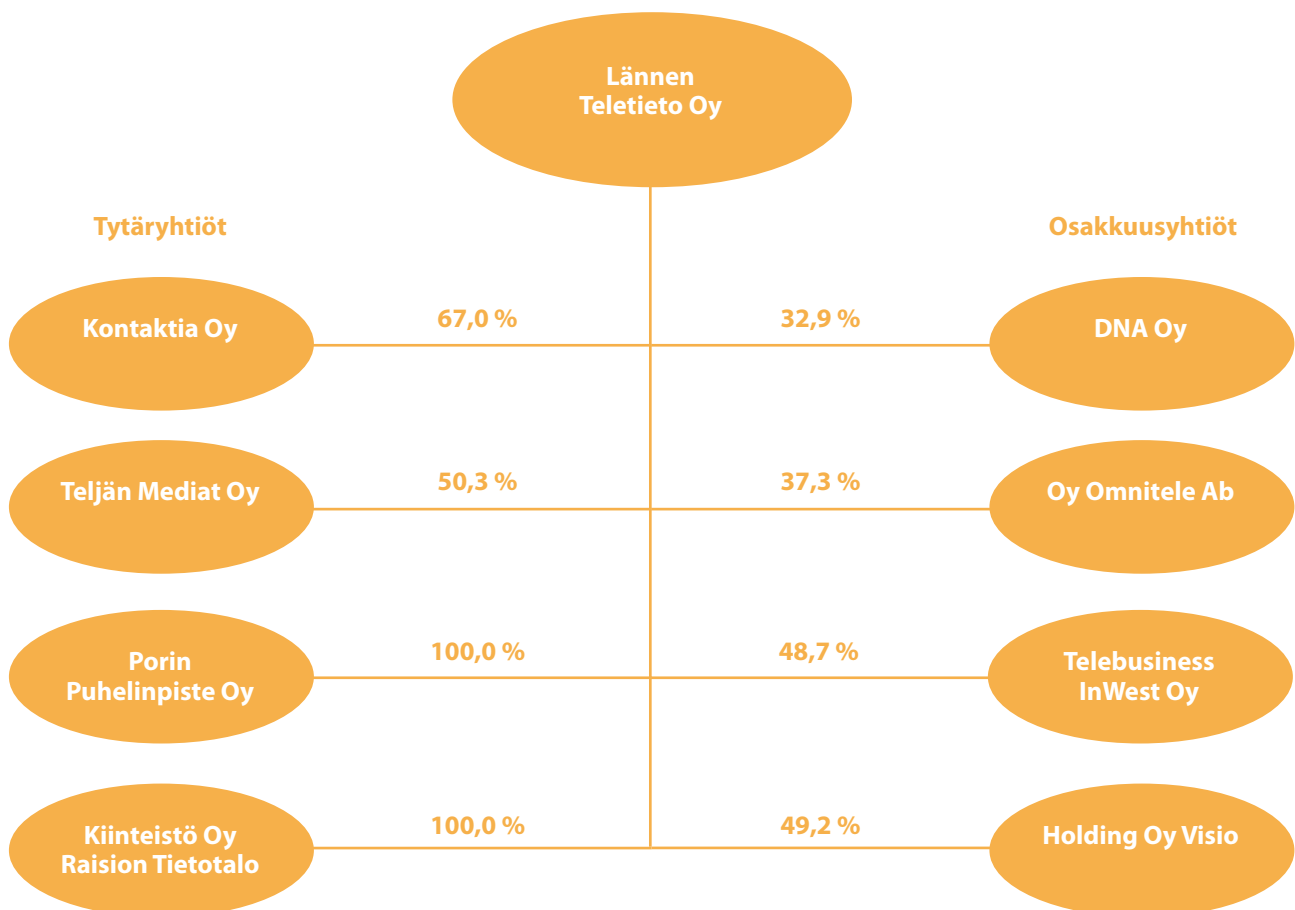 Lännen
Teletieto Oy
Tytäryhtiöt
Osakkuusyhtiöt
Kontaktia Oy
67,0 %
32,9 %
DNA Oy
Teljän Mediat Oy
50,3 %
37,3 %
Oy Omnitele Ab
Porin
Puhelinpiste Oy
100,0 %
48,7 %
Telebusiness
InWest Oy
Kiinteistö Oy
Raision Tietotalo
100,0 %
49,2 %
Holding Oy Visio